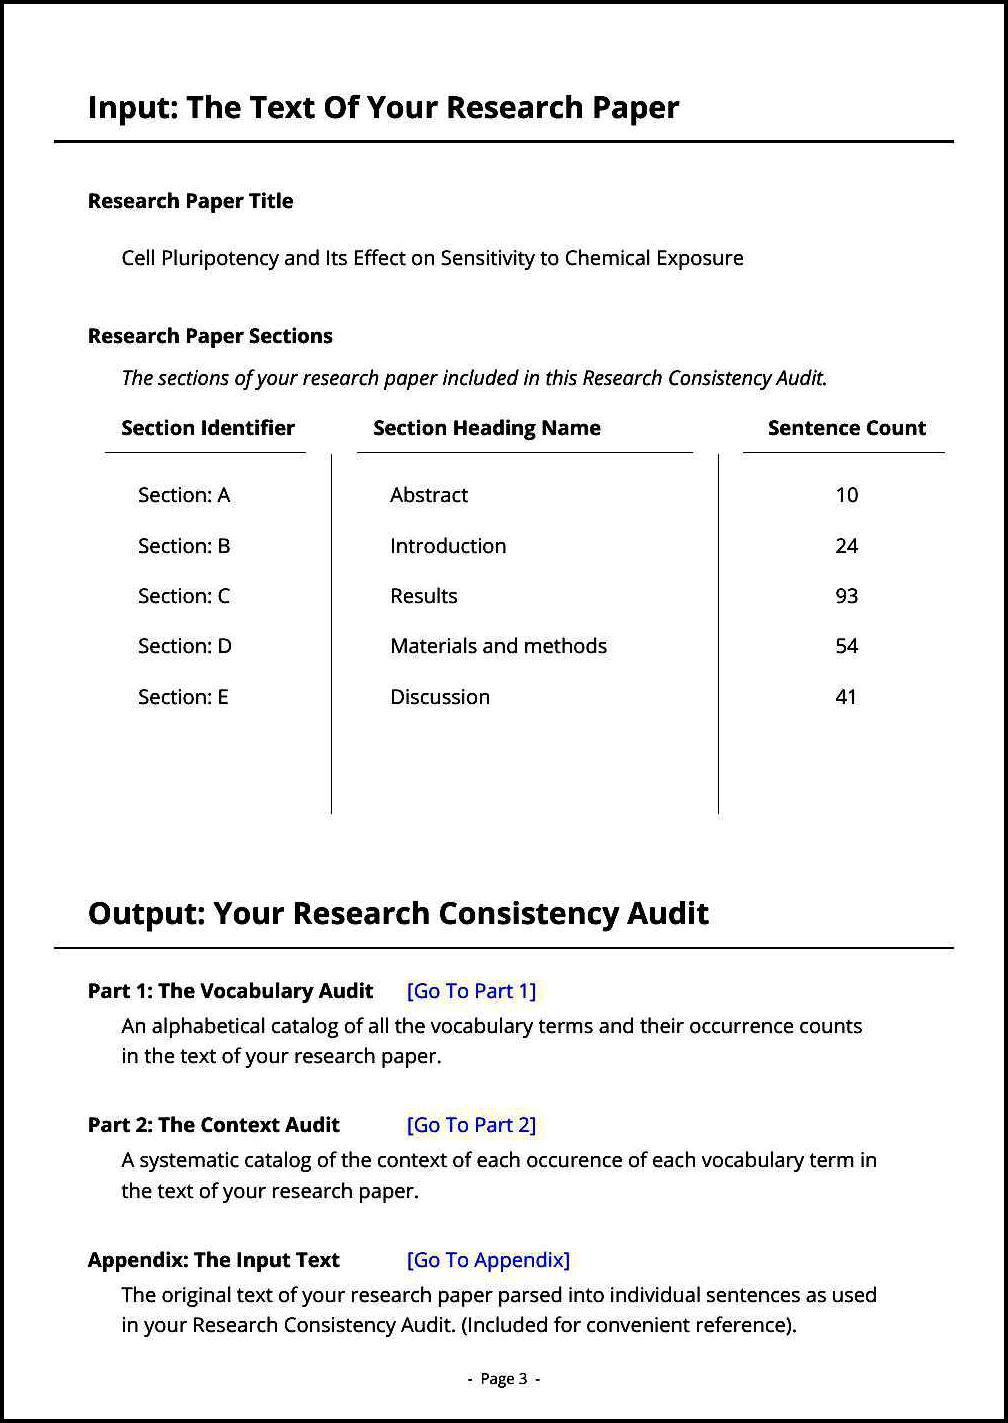 Input: The Text Of Your Research Paper
Research Paper Title
Cell Pluripotency and Its Effect on Sensitivity to Chemical Exposure
Research Paper Sections
The sections of your research paper included in this Research Consistency Audit.
Section Identifier Section Heading Name Sentence Count
Section: A Abstract 10
Section: B Introduction 24
Section: C Results 93
Section: D Materials and methods 54
Section: E Discussion 41
Output: Your Research Consistency Audit
Part 1: The Vocabulary Audit [Go To Part 1]
An alphabetical catalog of all the vocabulary terms and their occurrence counts
in the text of your research paper.
Part 2: The Context Audit [Go To Part 2]
A systematic catalog of the context of each occurence of each vocabulary term in
the text of your research paper.
Appendix: The Input Text [Go To Appendix]
The original text of your research paper parsed into individual sentences as used
in your Research Consistency Audit. (Included for convenient reference).
- Page 3 -